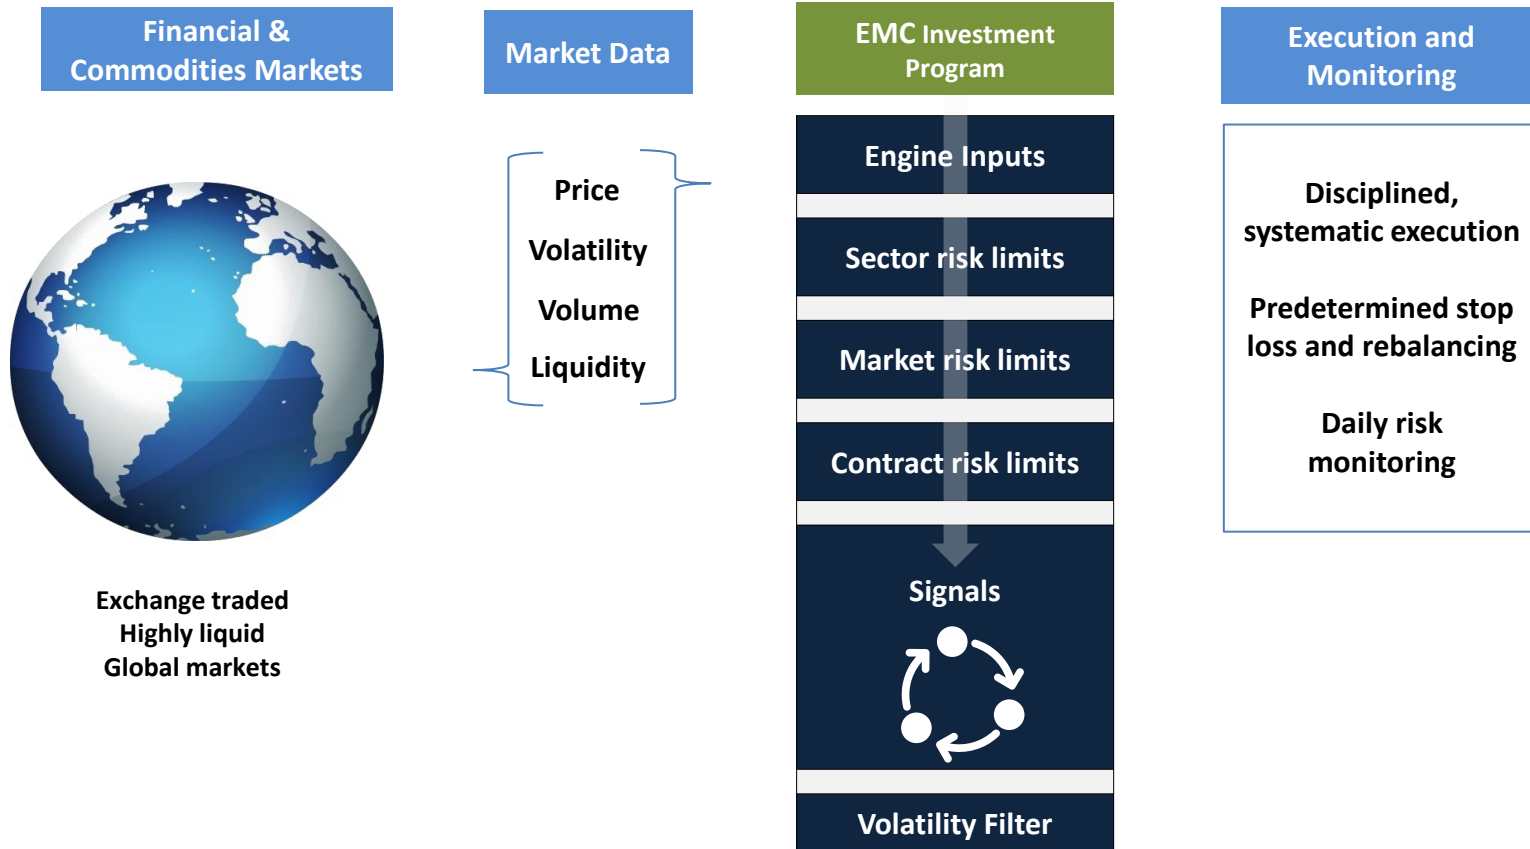 Financial &
Commodities Markets
Exchange traded
Highly liquid
Global markets
Market Data
Price
Volatility
Volume
Liquidity
EMC Investment
Program
Engine Inputs
Sector risk limits
Market risk limits
Contract risk limits
Signals
Volatility Filter
Execution and
Monitoring
Disciplined,
systematic execution
Predetermined stop
loss and rebalancing
Daily risk
monitoring